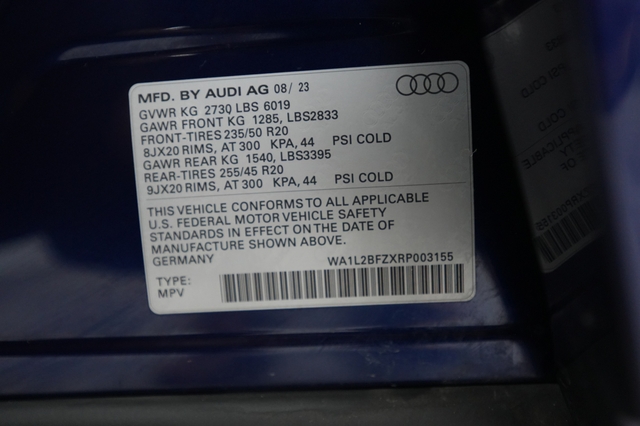 MFD. BY AUDI AG 08/ 23
GVWR KG 2730 LBS 6019
GAWR FRONT KG 1285, LBS2833
FRONT-TIRES 235/50 R20
8JX20 RIMS, AT 300 KPA, 44 PSI COLD
GAWR REAR KG 1540, LBS3395
REAR-TIRES 255/45 R20
9JX20 RIMS, AT 300 KPA, 44 PSI COLD
THIS VEHICLE CONFORMS TO ALL APPLICABLE
U.S. FEDERAL MOTOR VEHICLE SAFETY
STANDARDS IN EFFECT ON THE DATE OF
MANUFACTURE SHOWN ABOVE.
GERMANY WA1L2BFZXRP003155
TYPE:
MPV